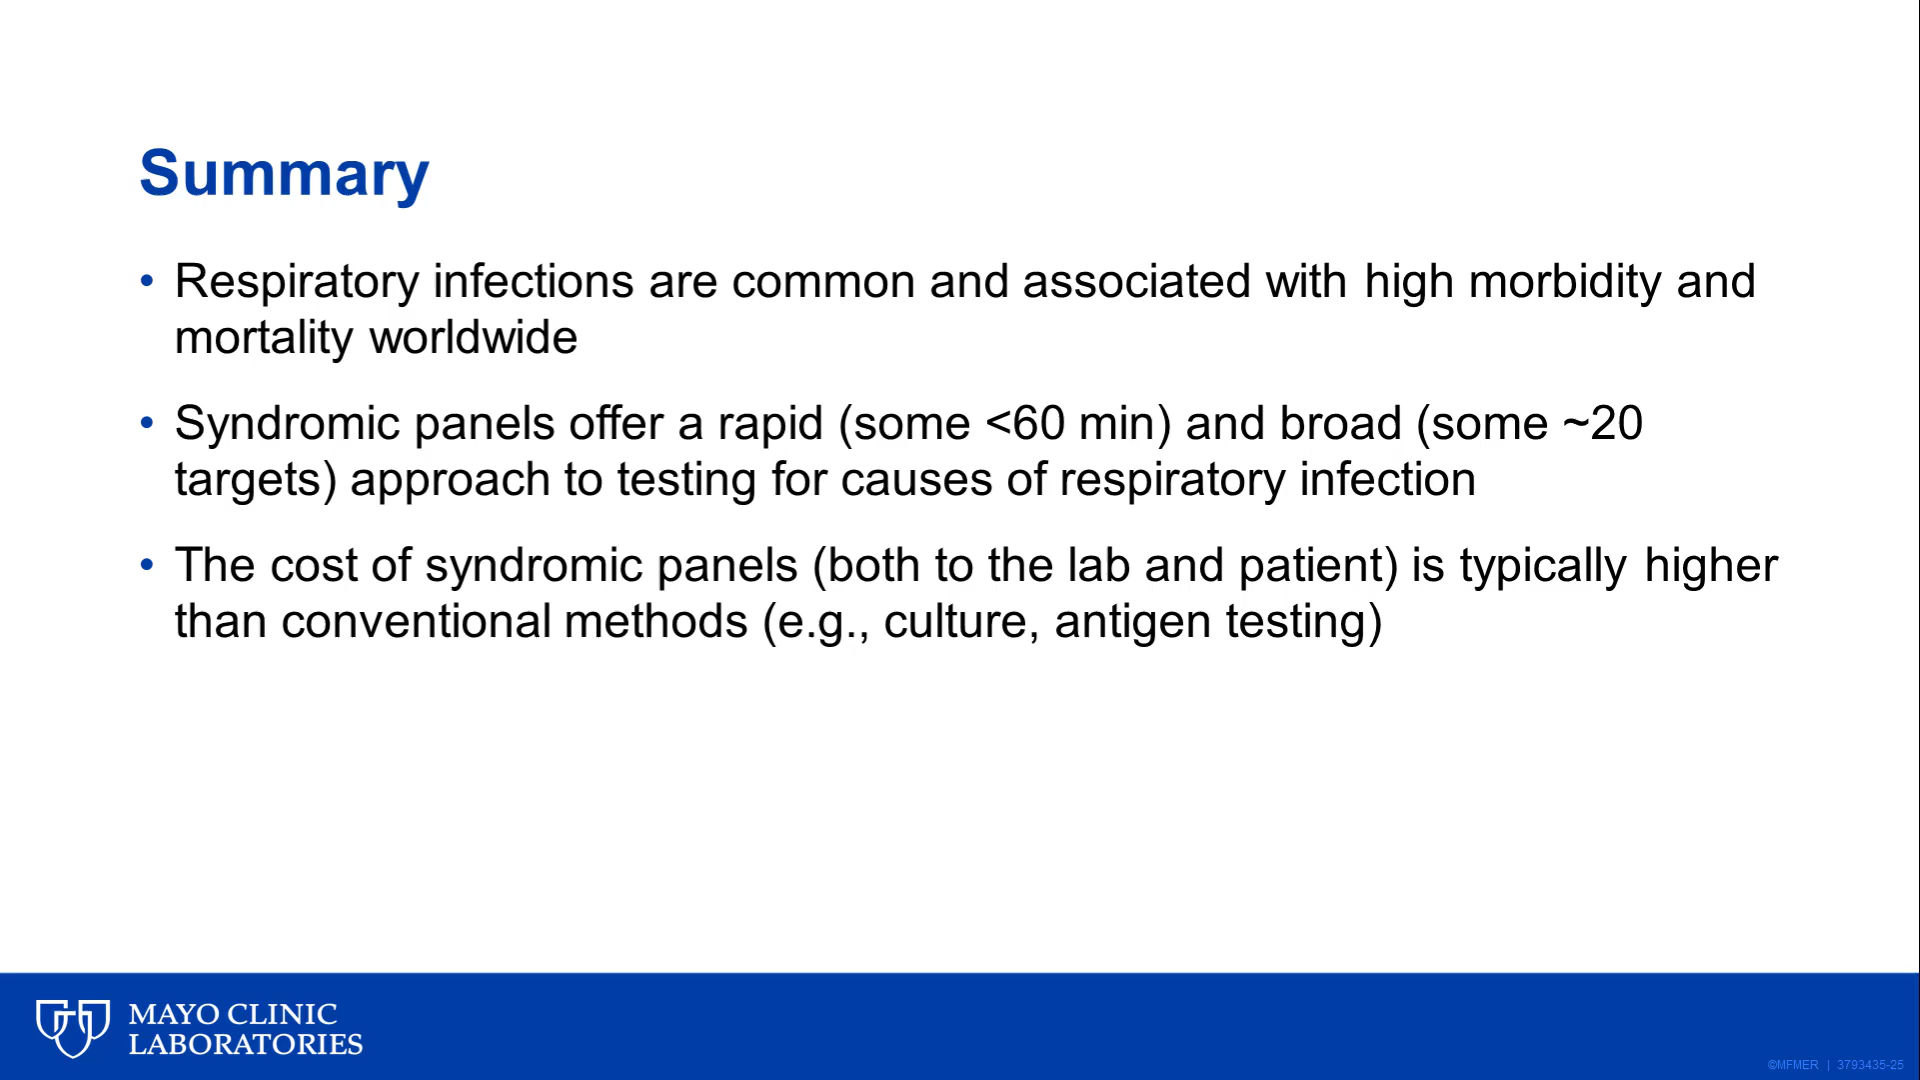 Summary
• Respiratory infections are common and associated with high morbidity and
mortality worldwide
• Syndromic panels offer a rapid (some <60 min) and broad (some ~20
targets) approach to testing for causes of respiratory infection
• The cost of syndromic panels (both to the lab and patient) is typically higher
than conventional methods (e.g., culture, antigen testing)
MAYO CLINIC
LABORATORIES
©MFMER | 3793435-25